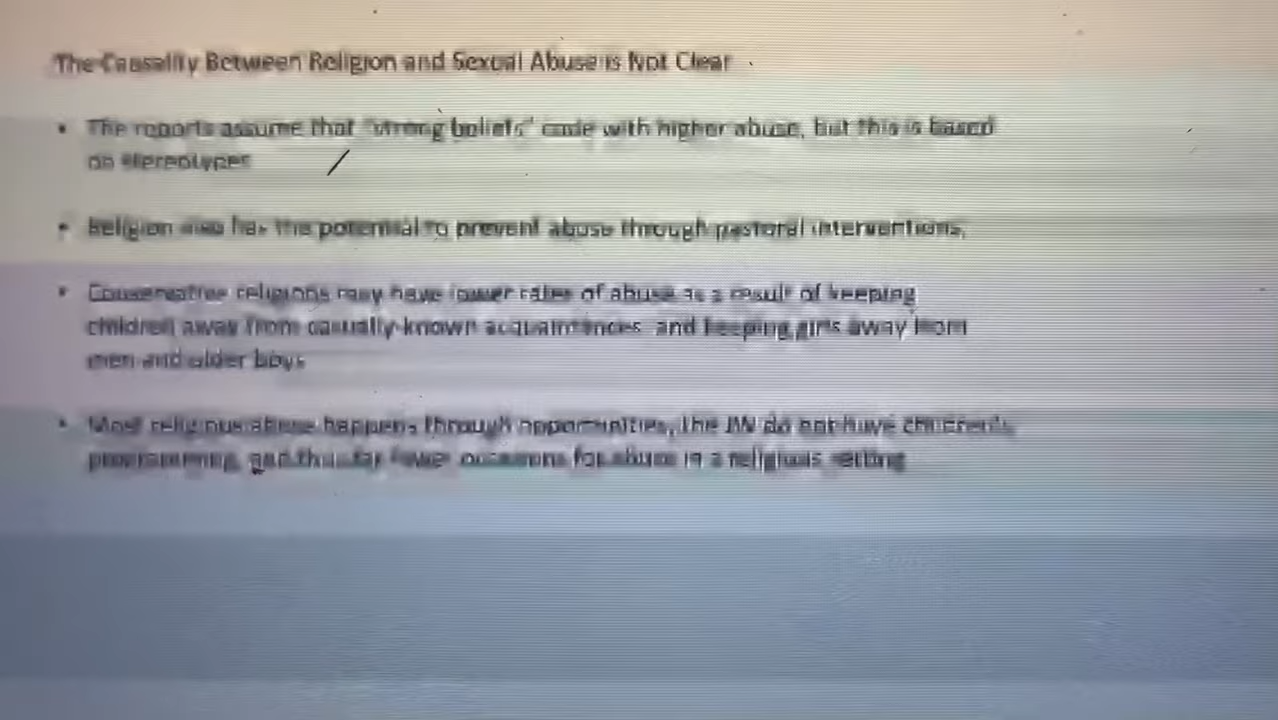 The Causality Between Religion and Sexual Abuse is Not Clear
• The reports assume that "strong beliefs" code with higher abuse, but this is based
on stereotypes
• Religion also has the potential to prevent abuse through pastoral interventions,
• Conservative religions may have lower rates of abuse as a result of keeping
children away from casually-known acquaintances, and keeping girls away from
men and older boys
• Most religious abuse happens through opportunities, the JW do not have children's
programming, and thus far fewer occasions for abuse in a religious setting